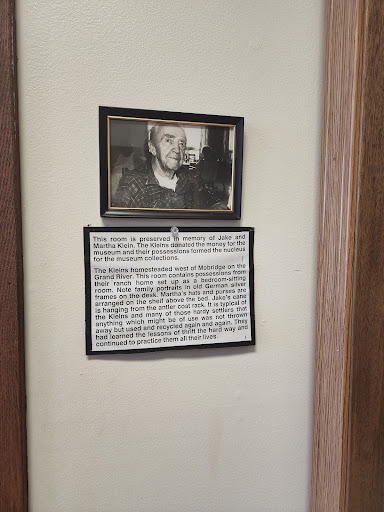 This room is preserved in memory of Jake and
Martha Klein. The Kleins donated the money for the
museum and their possessions formed the nucleus
for the museum collections.
The Kleins homesteaded west of Mobridge on the
Grand River. This room contains possessions from
their ranch home set up as a bedroom-sitting
room. Note family portraits in old German silver
frames on the desk. Martha's hats and purses are
arranged on the shelf above the bed. Jake's cane
is hanging from the antler coat rack. It is typical of
the Kleins and many of those hardy settlers that
anything which might be of use was not thrown
away but used and recycled again and again. They
had learned the lessons of thrift the hard way and
continued to practice them all their lives.